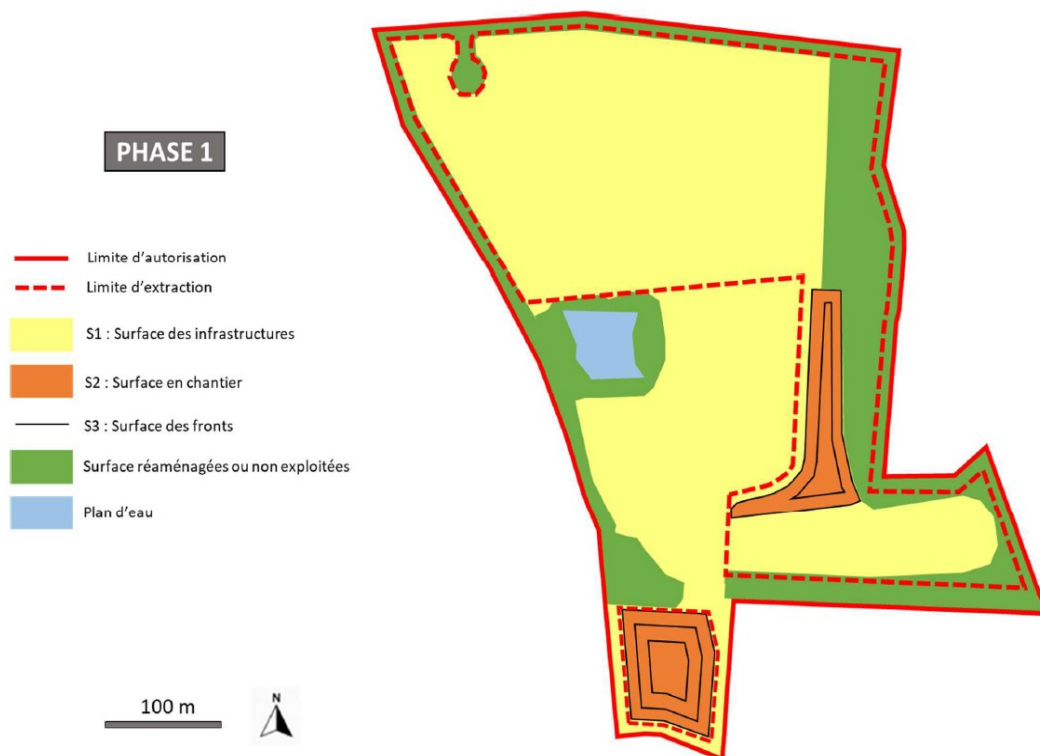 PHASE 1
Limite d’autorisation
Limite d’extraction
S1 : Surface des infrastructures
S2 : Surface en chantier
S3 : Surface des fronts
Surface réaménagées ou non exploitées
Plan d’eau
100 m
N